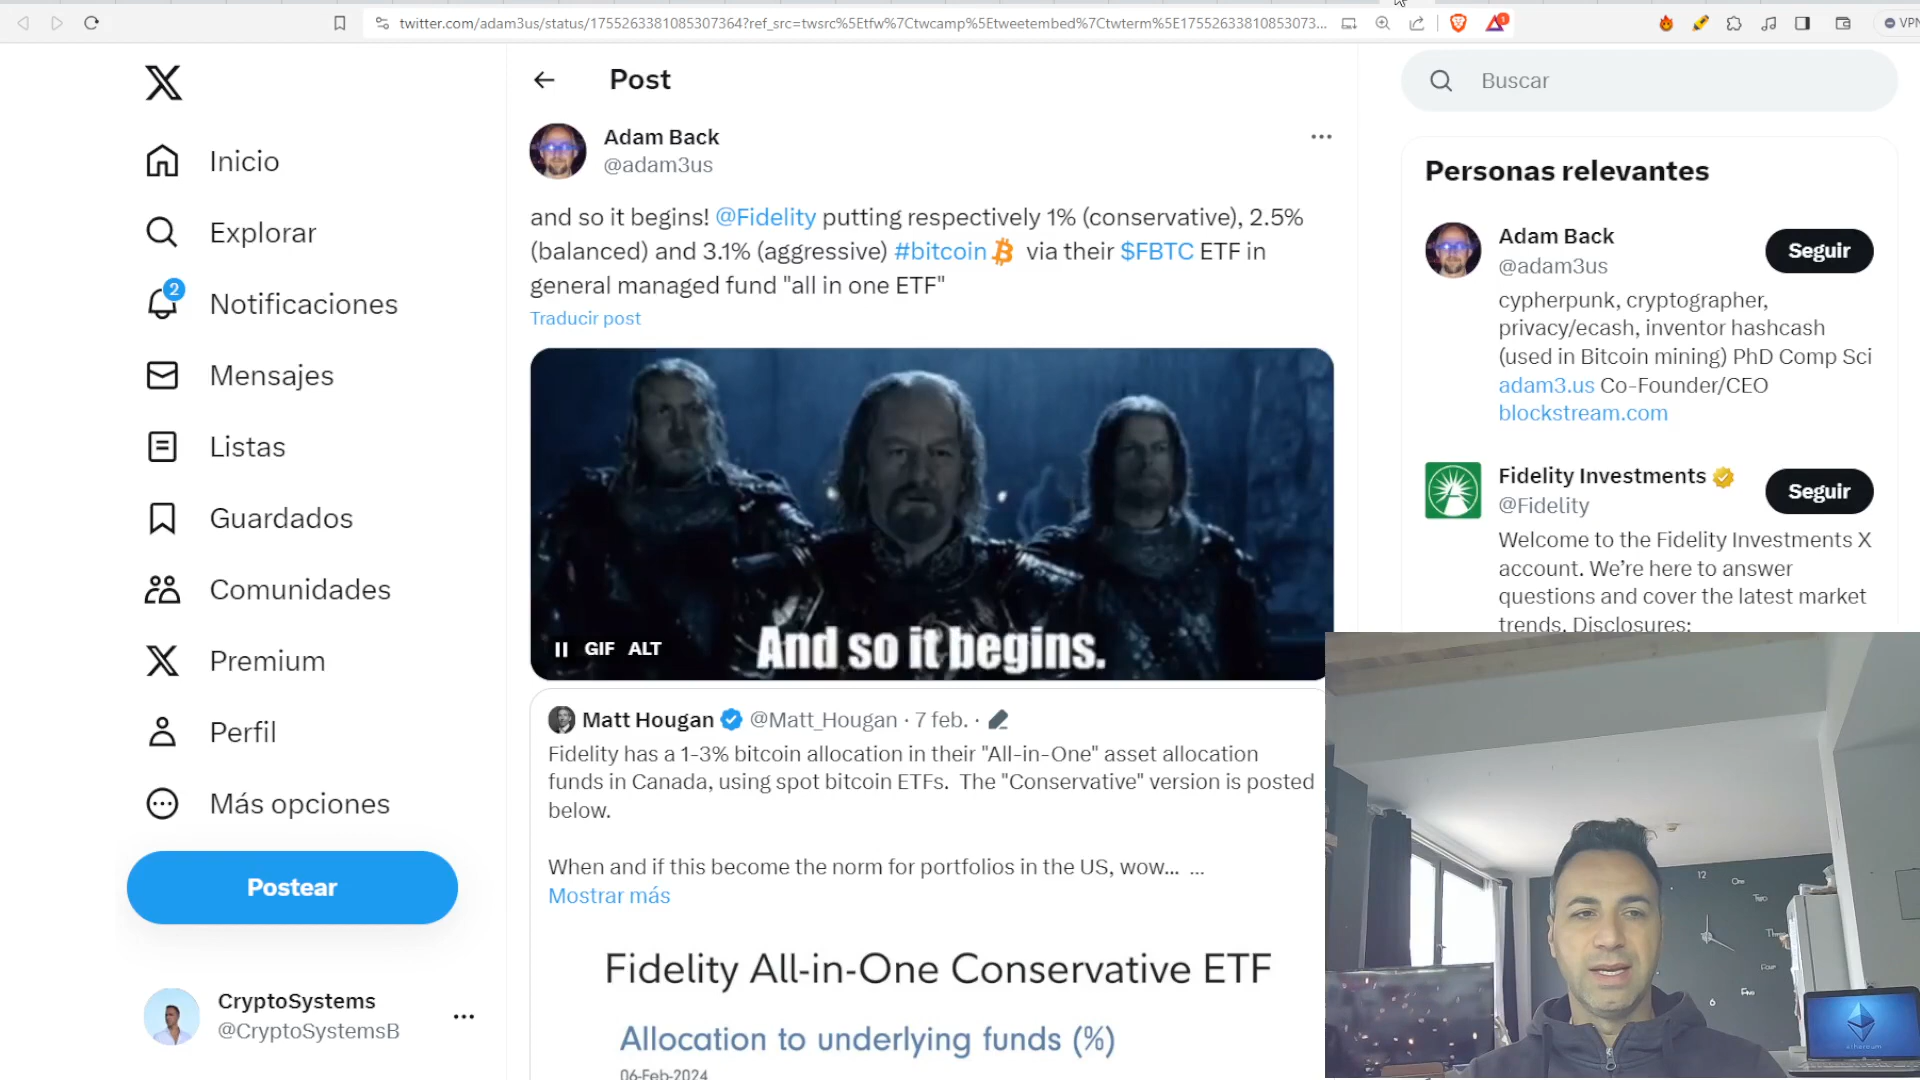 twitter.com/adam3us/status/1755263381085307364?ref_src=twsrc%5Etfw%7Ctwcamp%5Etweetembed%7Ctwterm%5E17552633810853073...
1
VPN
X
Post
Buscar
Inicio
Explorar
2
Notificaciones
Mensajes
Listas
Guardados
Comunidades
Premium
Perfil
Más opciones
Postear
CryptoSystems
@CryptoSystemsB
Adam Back
@adam3us
and so it begins! @Fidelity putting respectively 1% (conservative), 2.5%
(balanced) and 3.1% (aggressive) #bitcoin via their $FBTC ETF in
general managed fund "all in one ETF"
Traducir post
GIF ALT
And so it begins.
Matt Hougan @Matt_Hougan · 7 feb. ·
Fidelity has a 1-3% bitcoin allocation in their "All-in-One" asset allocation
funds in Canada, using spot bitcoin ETFs. The "Conservative" version is posted
below.
When and if this become the norm for portfolios in the US, wow... ...
Mostrar más
Fidelity All-in-One Conservative ETF
Allocation to underlying funds (%)
06-Feb-2024
Personas relevantes
Adam Back
@adam3us
Seguir
cypherpunk, cryptographer,
privacy/ecash, inventor hashcash
(used in Bitcoin mining) PhD Comp Sci
adam3.us Co-Founder/CEO
blockstream.com
Fidelity Investments
@Fidelity
Seguir
Welcome to the Fidelity Investments X
account. We're here to answer
questions and cover the latest market
trends. Disclosures:
12
One
Two
Four
6
ethereum